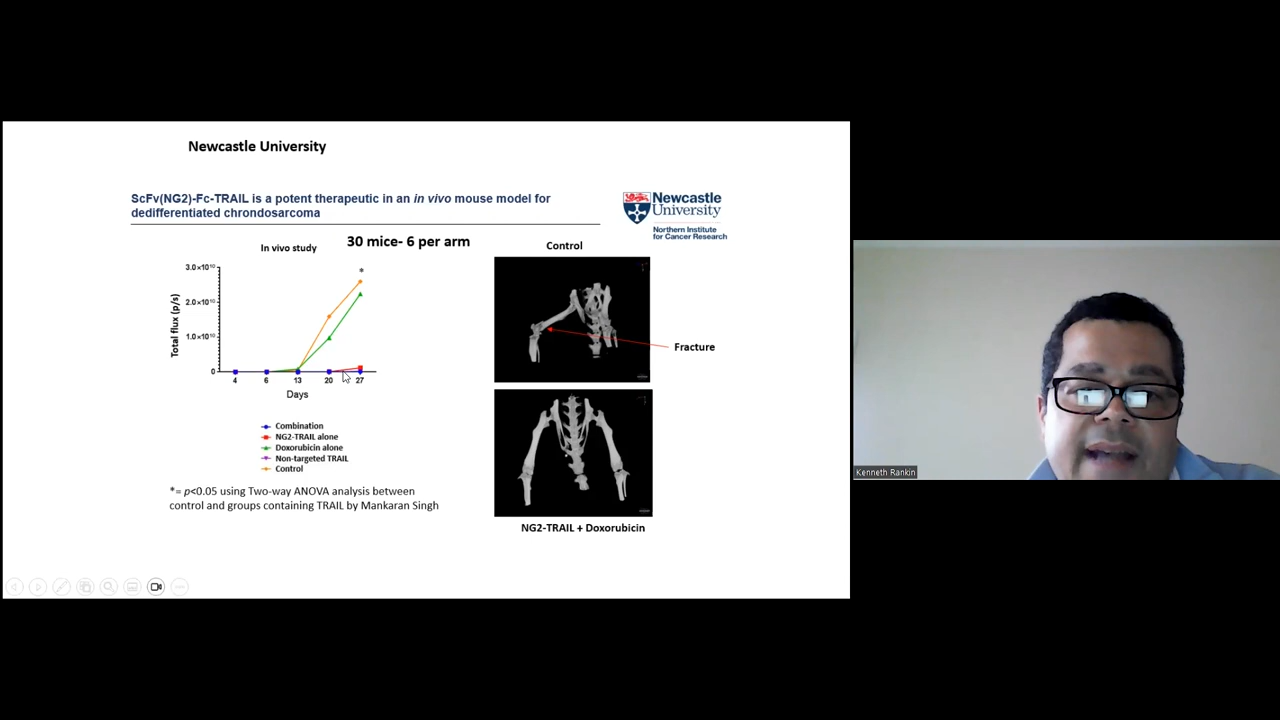 Newcastle University
ScFv(NG2)-Fc-TRAIL is a potent therapeutic in an in vivo mouse model for
dedifferentiated chrondosarcoma
Newcastle
University
Northern Institute
for Cancer Research
In vivo study
30 mice- 6 per arm
Control
*
3.0×10¹⁰
2.0×10¹⁰
1.0×10¹⁰
0
Total flux (p/s)
4 6 13 20 27
Days
Fracture
Combination
NG2-TRAIL alone
Doxorubicin alone
Non-targeted TRAIL
Control
*= p<0.05 using Two-way ANOVA analysis between
control and groups containing TRAIL by Mankaran Singh
NG2-TRAIL + Doxorubicin
Kenneth Rankin